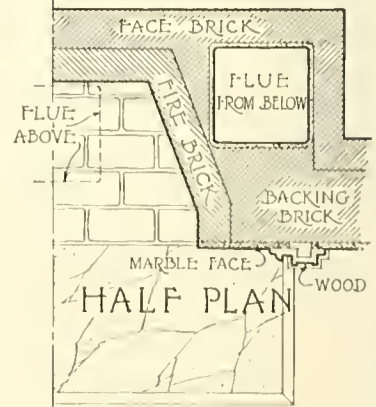 FACE BRICK
FLUE
FROM BELOW
FIRE BRICK
FLUE
ABOVE
BACKING
BRICK
MARBLE FACE
WOOD
HALF PLAN